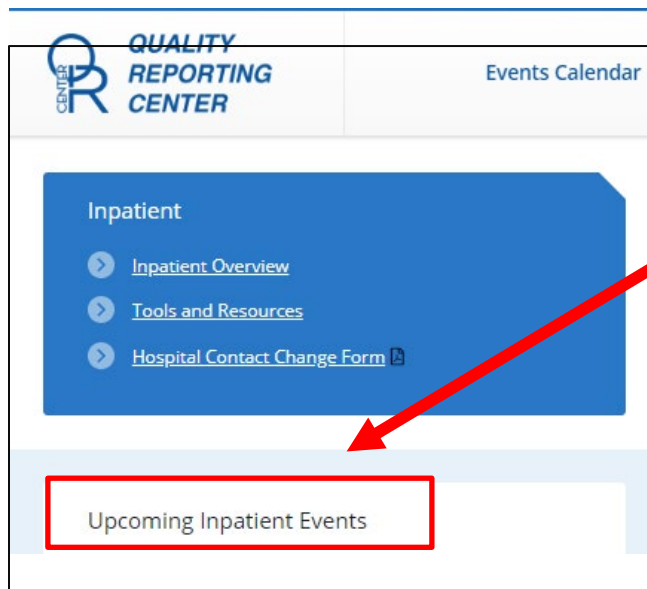 QUALITY
REPORTING
CENTER
CENTER
QR
Events Calendar
Inpatient
Inpatient Overview
Tools and Resources
Hospital Contact Change Form
Upcoming Inpatient Events